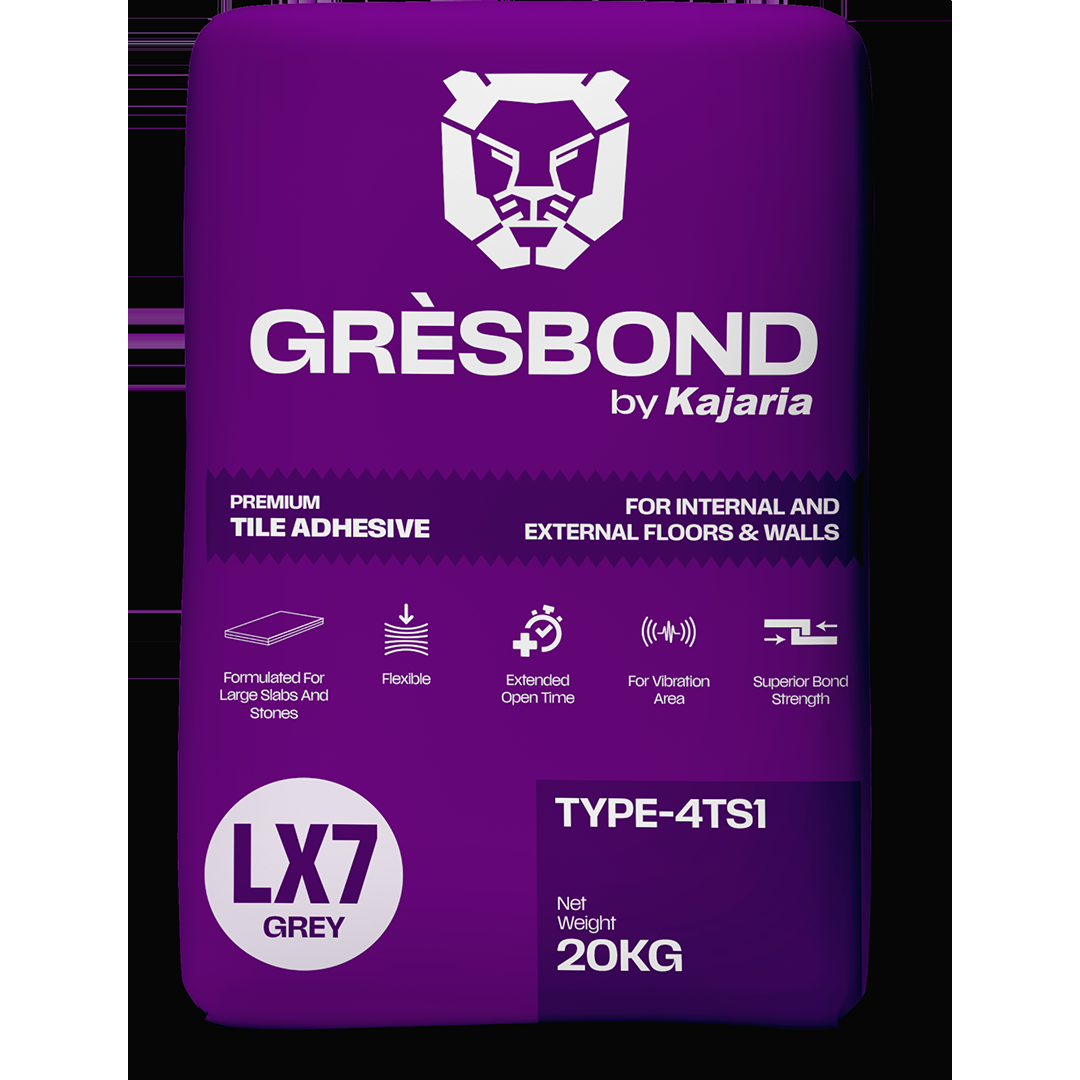 GRÈSBOND
by Kajaria
PREMIUM
TILE ADHESIVE
FOR INTERNAL AND
EXTERNAL FLOORS & WALLS
Formulated For
Large Slabs And
Stones
Flexible
Extended
Open Time
For Vibration
Area
Superior Bond
Strength
LX7
GREY
TYPE-4TS1
Net
Weight
20KG